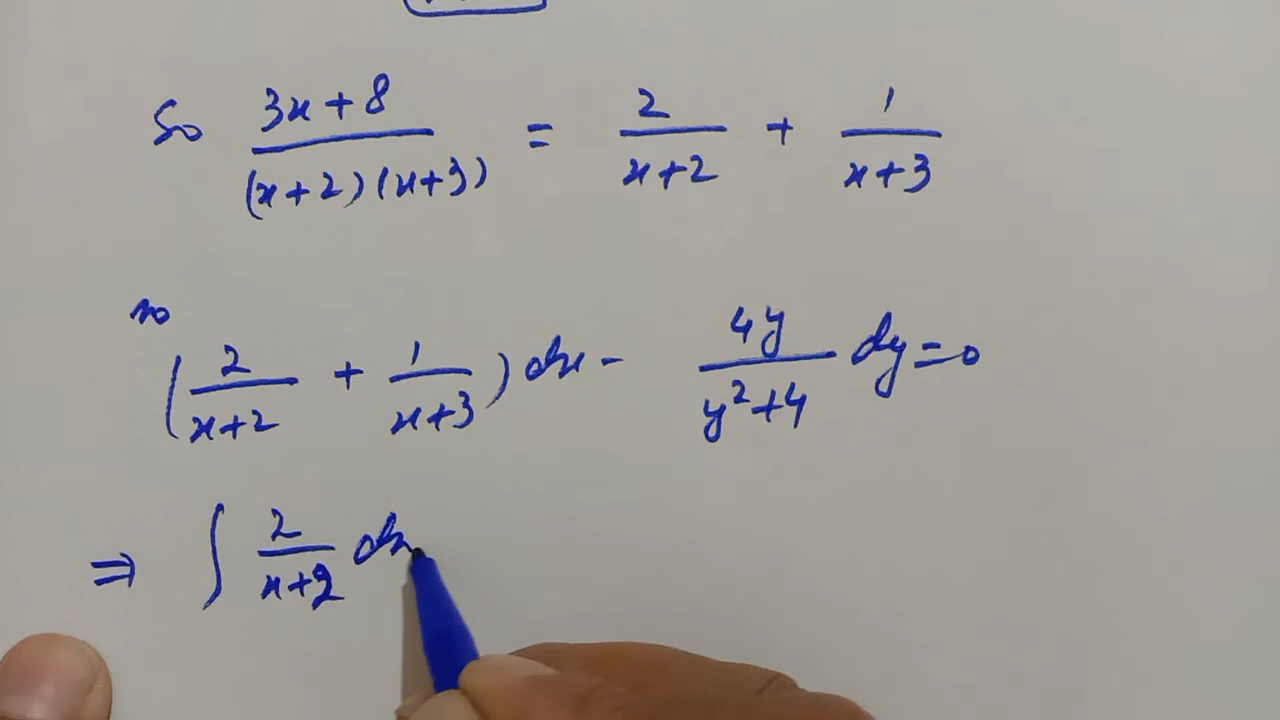 So (3x+8)/((x+2)(x+3)) = 2/(x+2) + 1/(x+3)
so
(2/(x+2) + 1/(x+3)) dx - 4y/(y²+4) dy = 0
⇒ ∫ 2/(x+2) dx